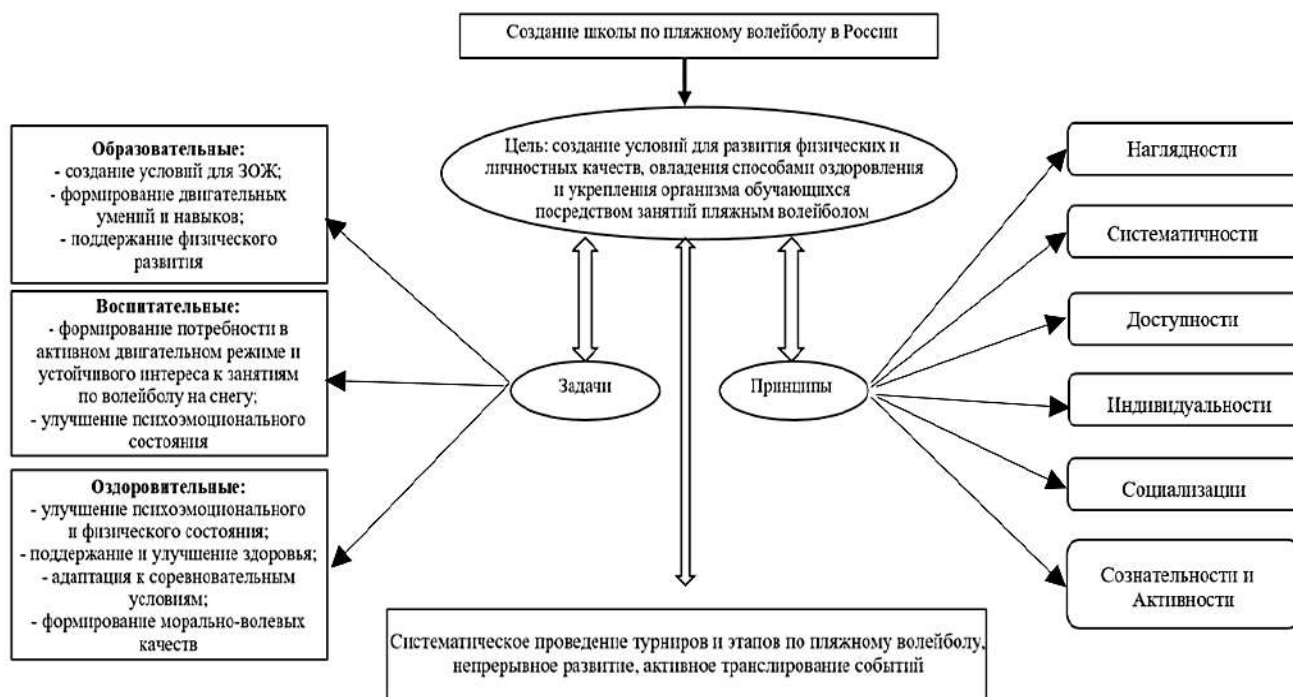 Создание школы по пляжному волейболу в России
Цель: создание условий для развития физических и
личностных качеств, овладения способами оздоровления
и укрепления организма обучающихся
посредством занятий пляжным волейболом
Образовательные:
- создание условий для ЗОЖ;
- формирование двигательных
умений и навыков;
- поддержание физического
развития
Воспитательные:
- формирование потребности в
активном двигательном режиме и
устойчивого интереса к занятиям
по волейболу на снегу;
- улучшение психоэмоционального
состояния
Оздоровительные:
- улучшение психоэмоционального
и физического состояния;
- поддержание и улучшение здоровья;
- адаптация к соревновательным
условиям;
- формирование морально-волевых
качеств
Задачи
Принципы
Наглядности
Систематичности
Доступности
Индивидуальности
Социализации
Сознательности и
Активности
Систематическое проведение турниров и этапов по пляжному волейболу,
непрерывное развитие, активное транслирование событий